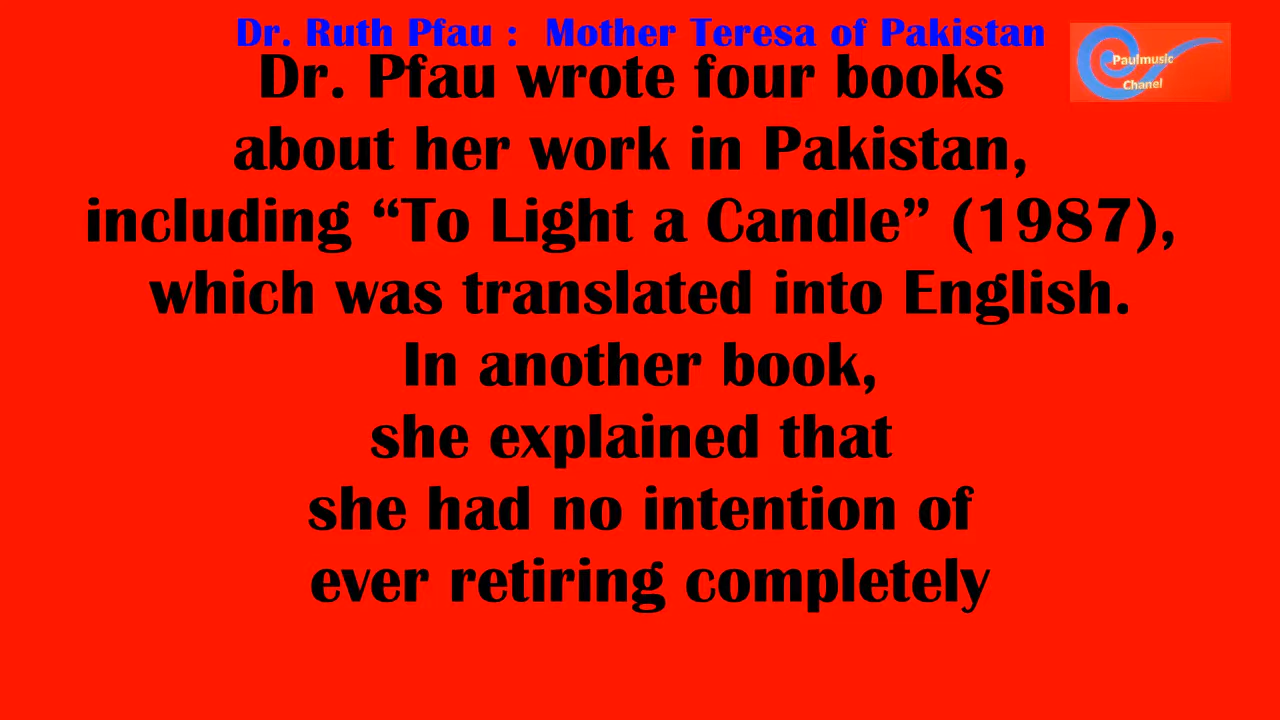 Dr. Ruth Pfau :  Mother Teresa of Pakistan
Paulmusic
Chanel
Dr. Pfau wrote four books
about her work in Pakistan,
including “To Light a Candle” (1987),
which was translated into English.
In another book,
she explained that
she had no intention of
ever retiring completely